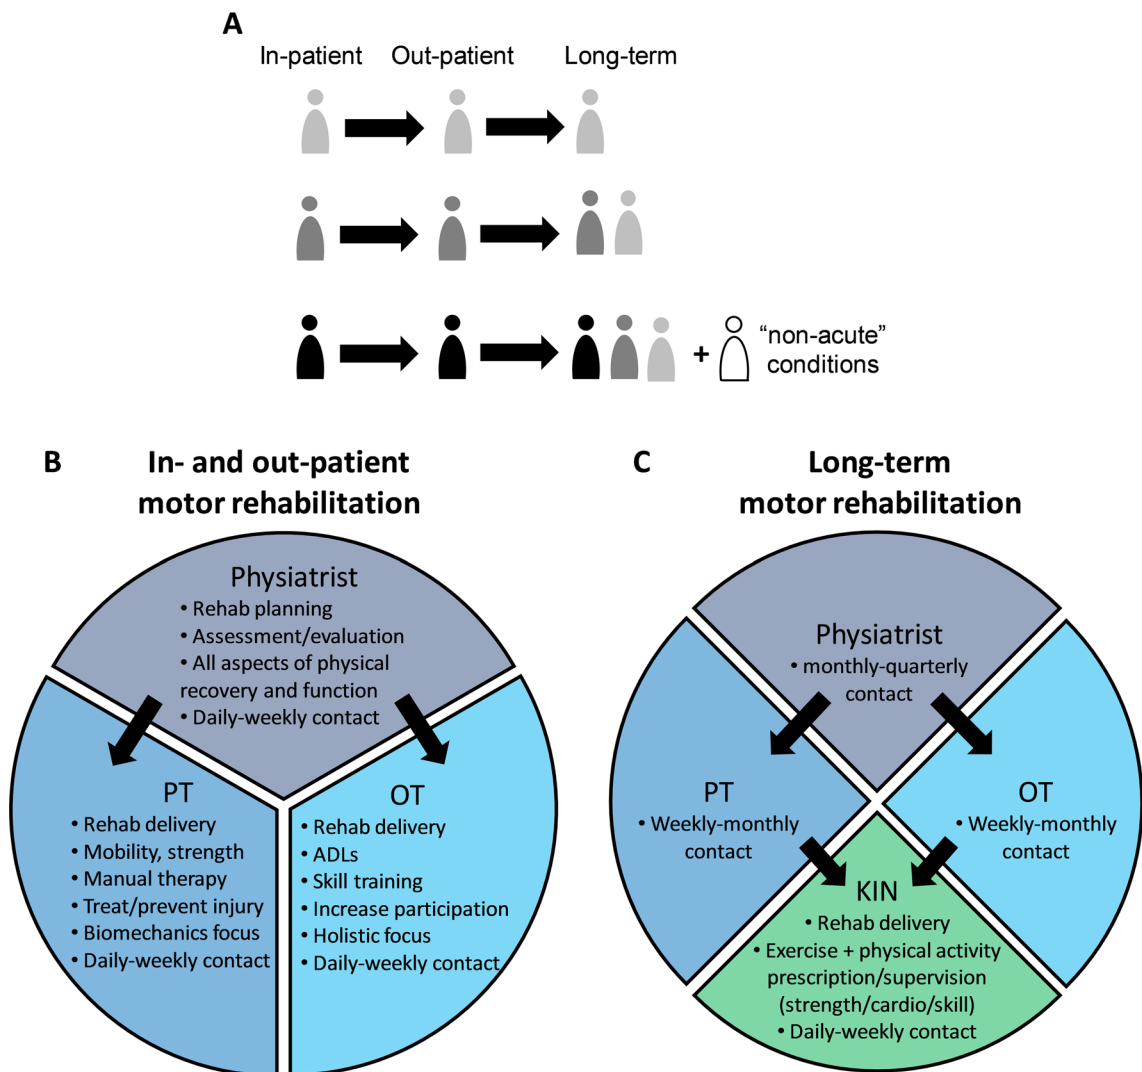 A
In-patient Out-patient Long-term
+ “non-acute”
conditions
B In- and out-patient
motor rehabilitation
Physiatrist
• Rehab planning
• Assessment/evaluation
• All aspects of physical
recovery and function
• Daily-weekly contact
PT
• Rehab delivery
• Mobility, strength
• Manual therapy
• Treat/prevent injury
• Biomechanics focus
• Daily-weekly contact
OT
• Rehab delivery
• ADLs
• Skill training
• Increase participation
• Holistic focus
• Daily-weekly contact
C Long-term
motor rehabilitation
Physiatrist
• monthly-quarterly
contact
PT
• Weekly-monthly
contact
OT
• Weekly-monthly
contact
KIN
• Rehab delivery
• Exercise + physical activity
prescription/supervision
(strength/cardio/skill)
• Daily-weekly contact